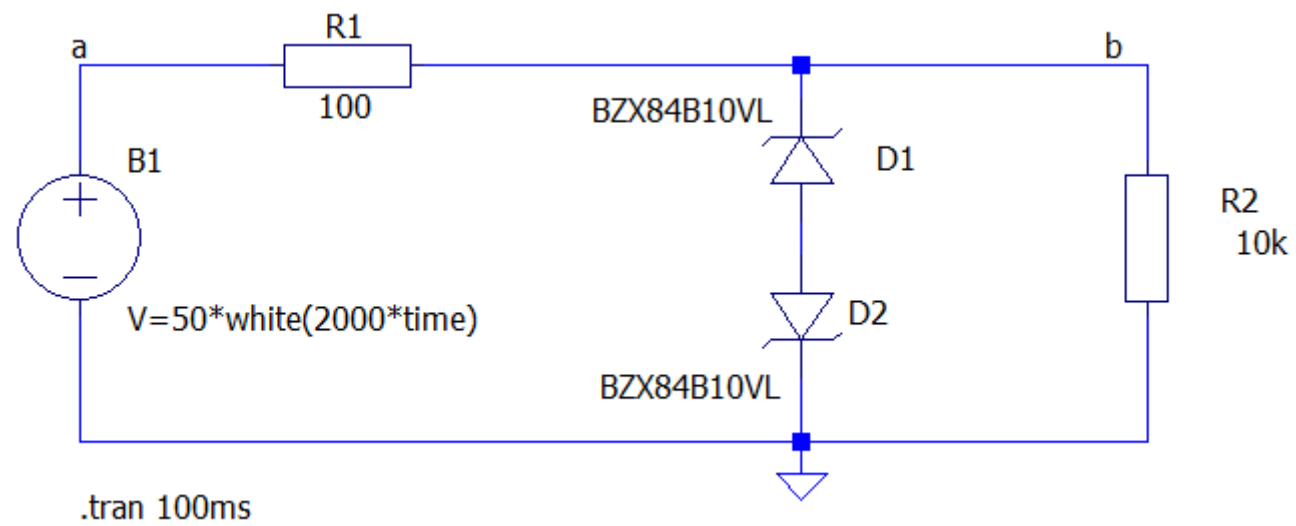 a
R1
b
100
BZX84B10VL
B1
D1
R2
10k
V=50*white(2000*time)
D2
BZX84B10VL
.tran 100ms